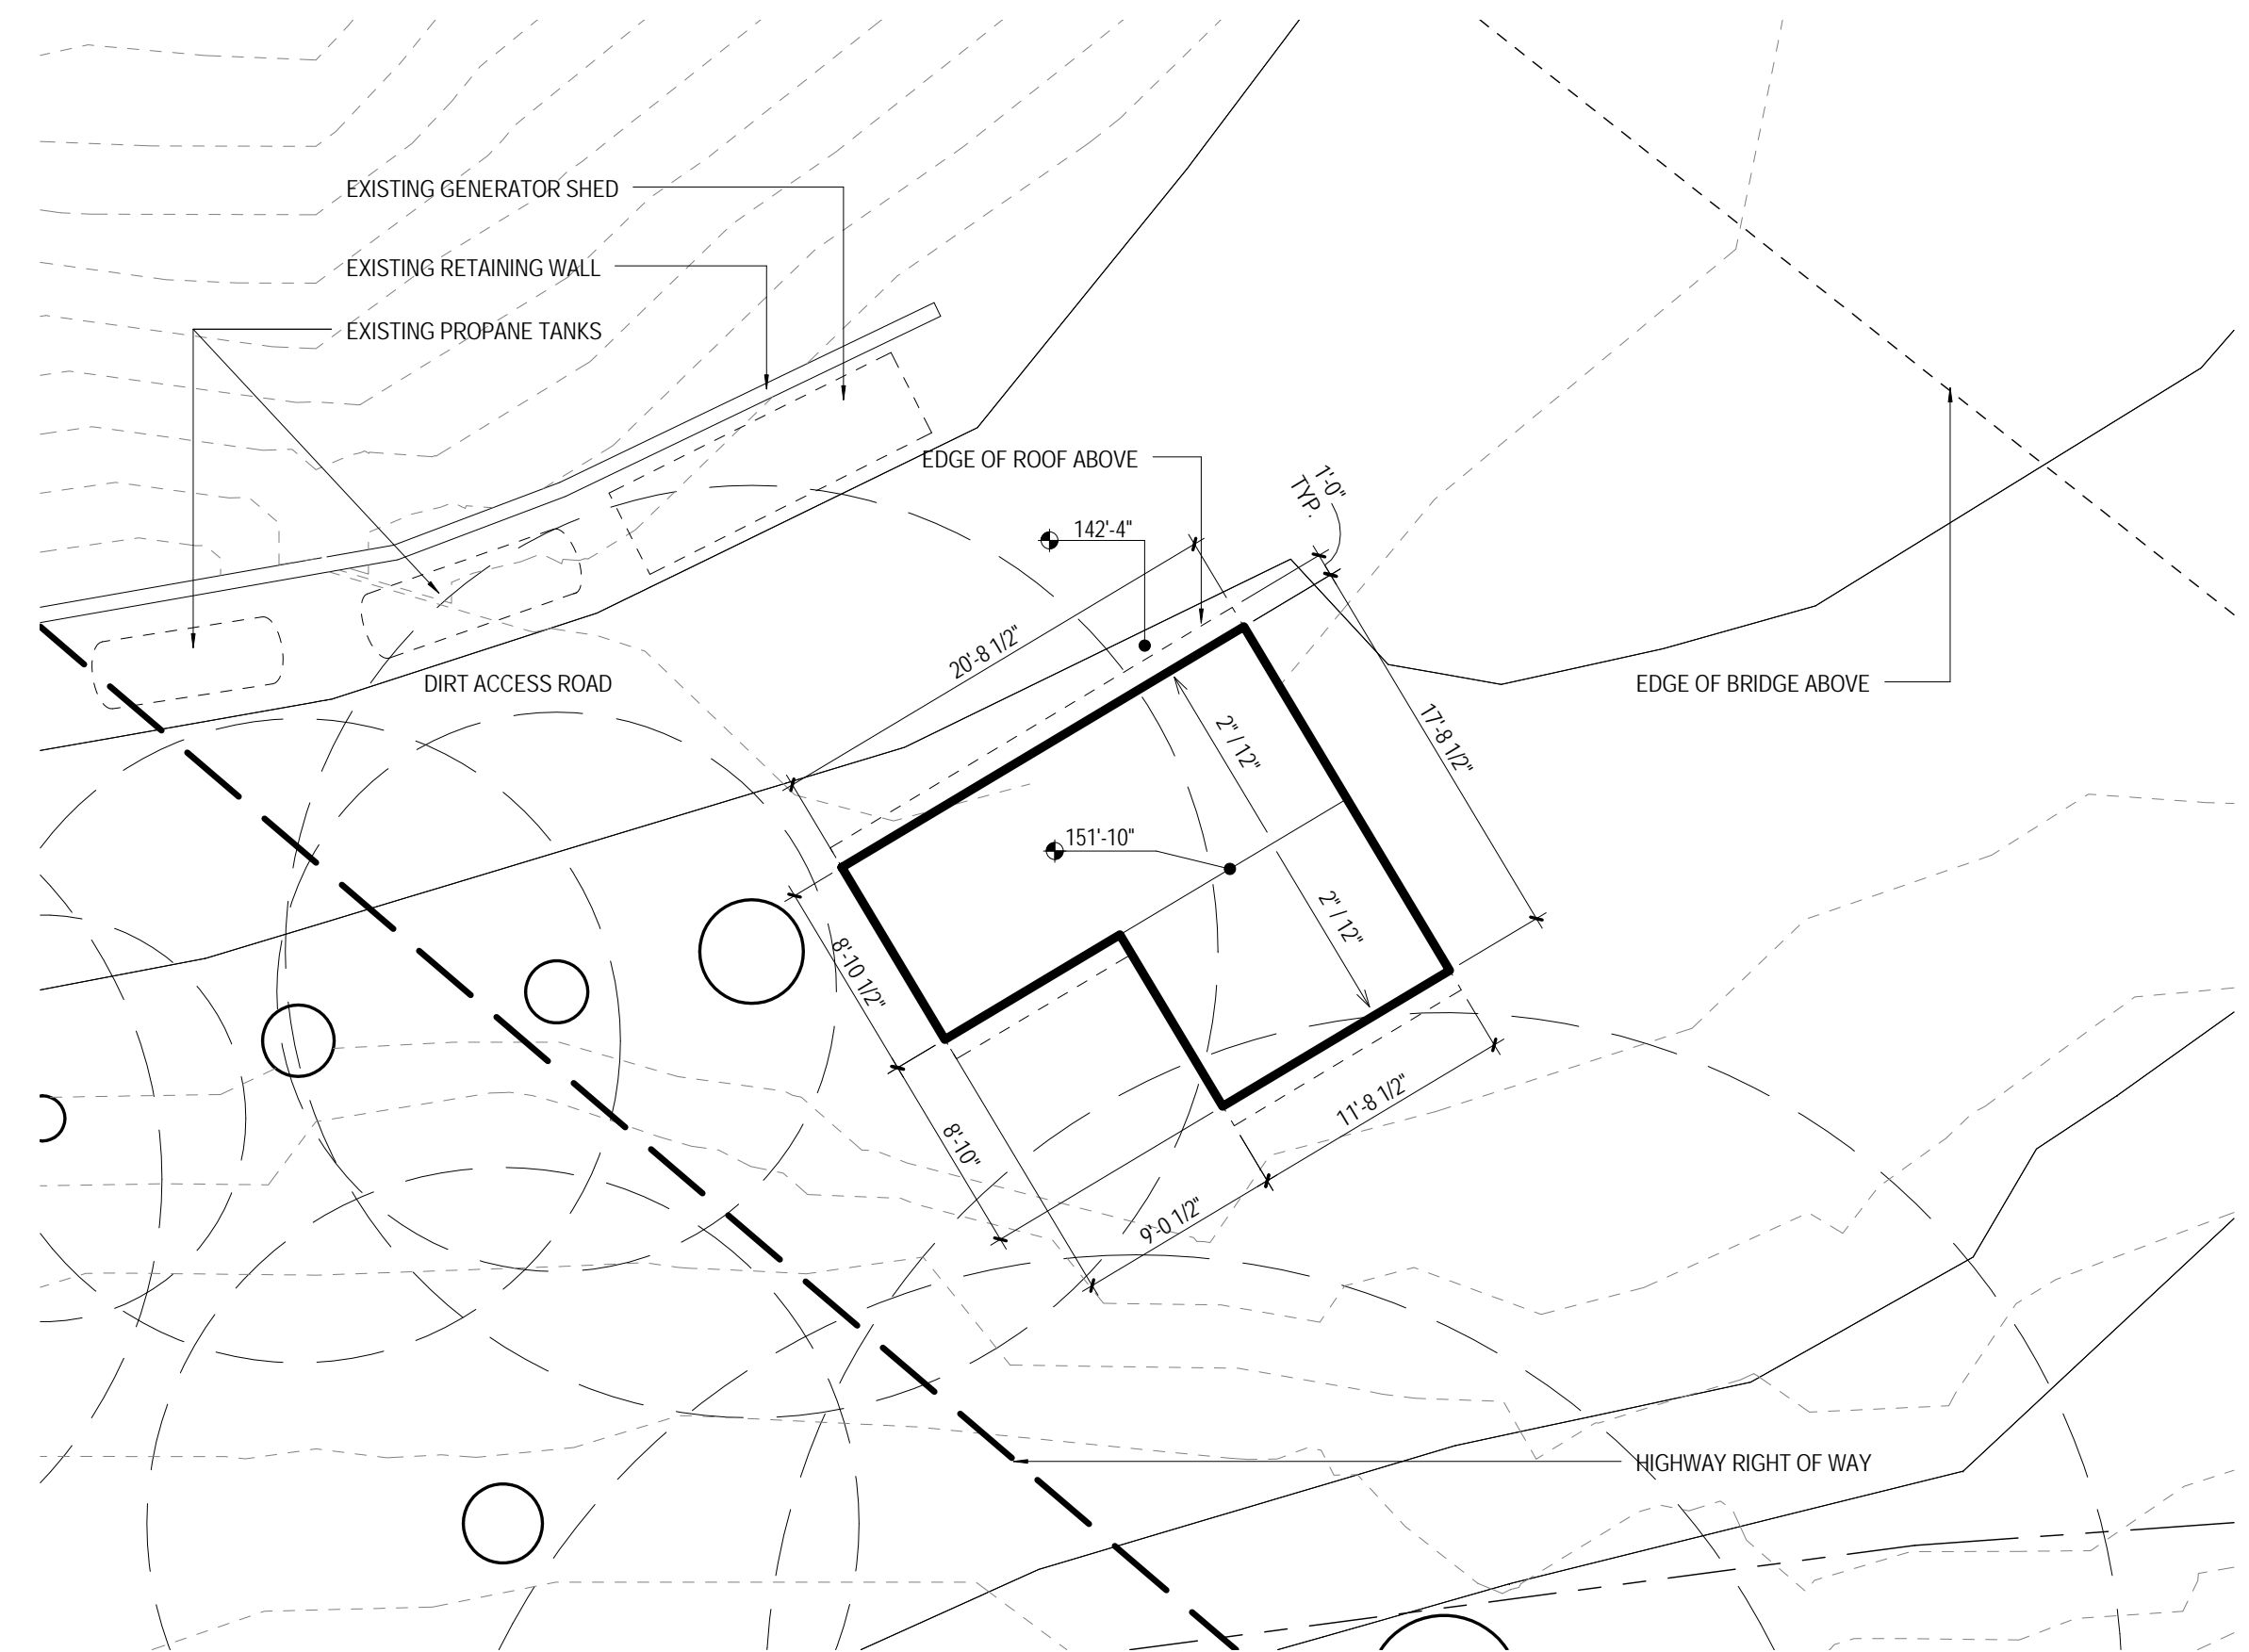 EXISTING GENERATOR SHED
EXISTING RETAINING WALL
EXISTING PROPANE TANKS
EDGE OF ROOF ABOVE
1'-0"
TYP.
142'-4"
20'-8 1/2"
DIRT ACCESS ROAD
EDGE OF BRIDGE ABOVE
2" / 12"
17'-8 1/2"
151'-10"
2" / 12"
8'-10 1/2"
8'-10"
11'-8 1/2"
9'-0 1/2"
HIGHWAY RIGHT OF WAY